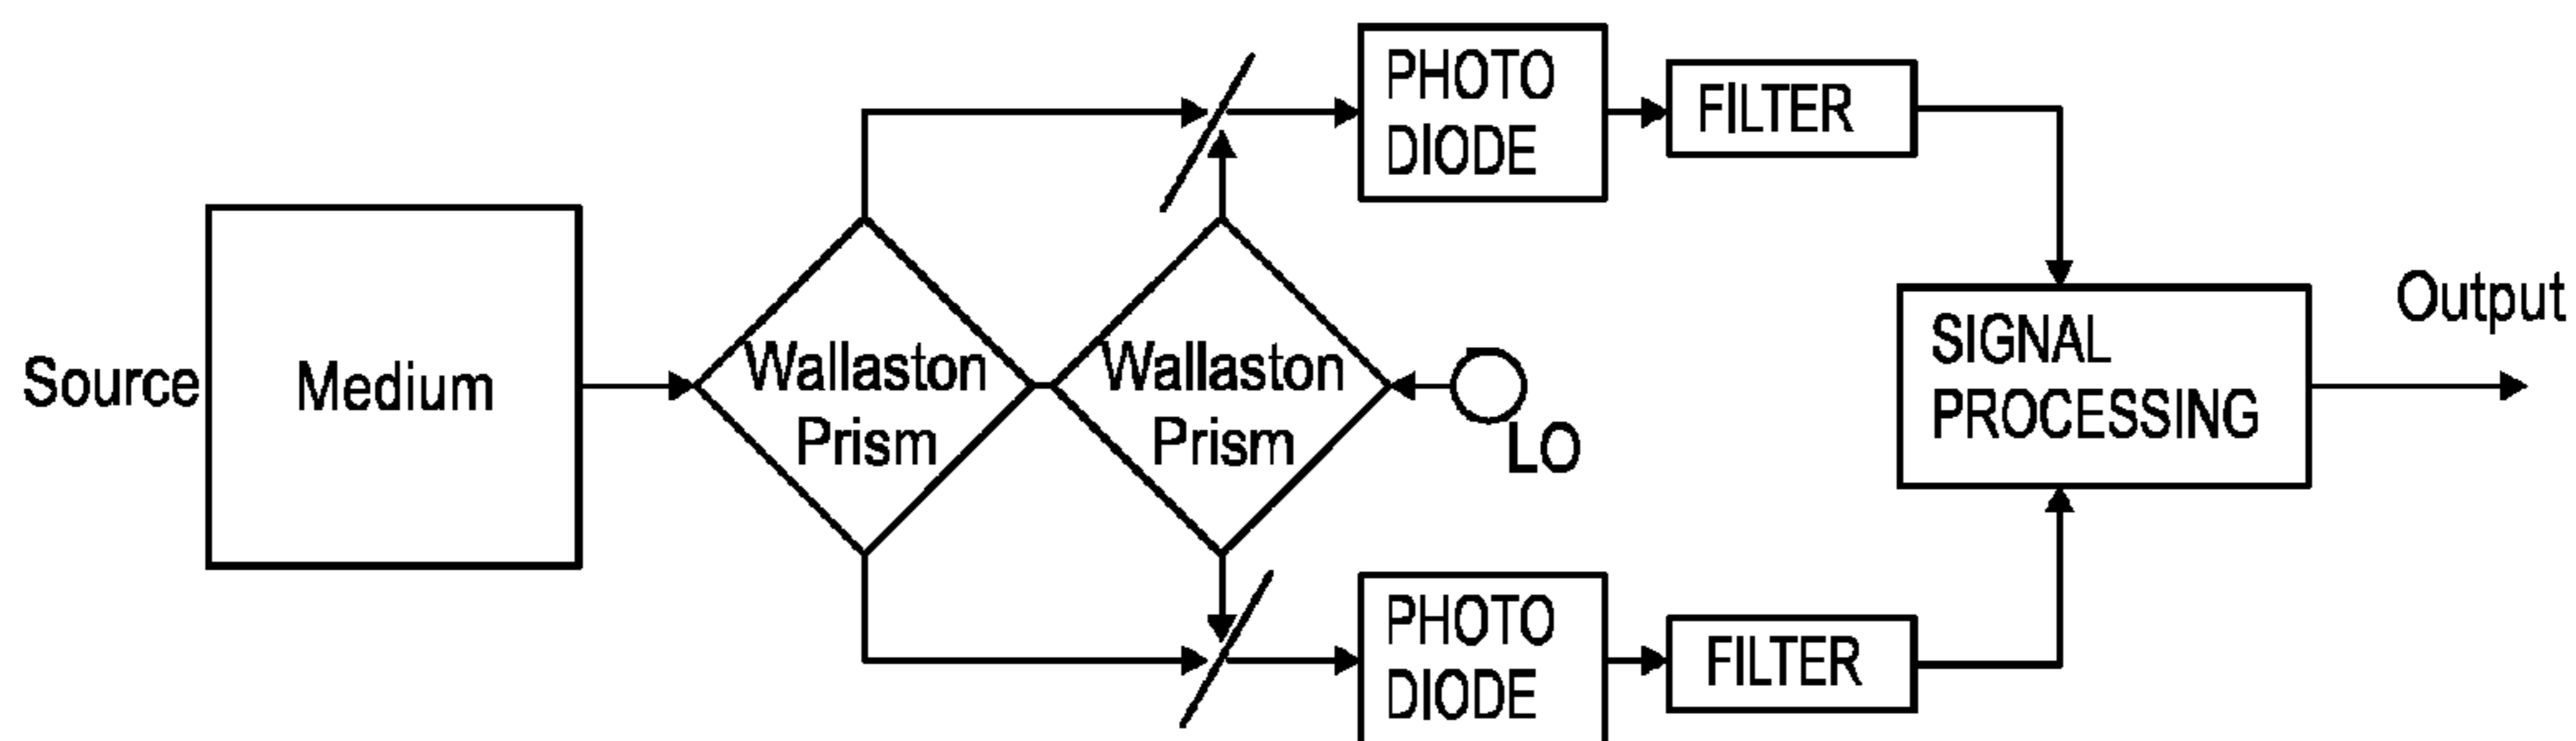 PHOTO
DIODE
FILTER
Source
Medium
Wallaston
Prism
Wallaston
Prism
LO
SIGNAL
PROCESSING
Output
PHOTO
DIODE
FILTER